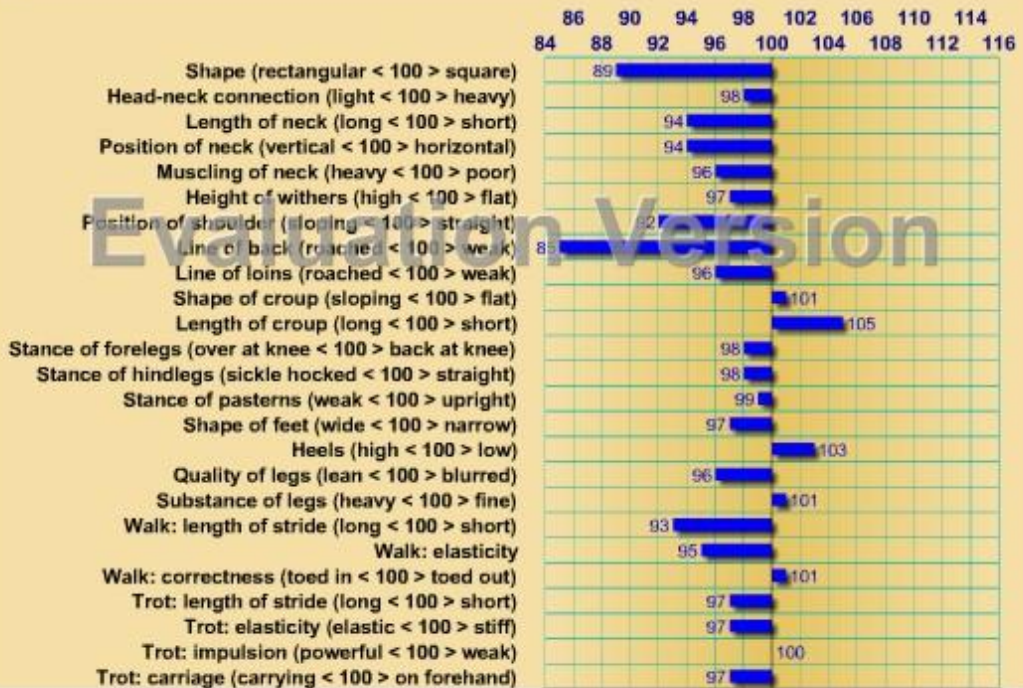 86 90 94 98 102 106 110 114
84 88 92 96 100 104 108 112 116
Shape (rectangular < 100 > square) 89
Head-neck connection (light < 100 > heavy) 98
Length of neck (long < 100 > short) 94
Position of neck (vertical < 100 > horizontal) 94
Muscling of neck (heavy < 100 > poor) 96
Height of withers (high < 100 > flat) 97
Position of shoulder (sloping < 100 > straight) 92
Evaluation Version
Line of back (roached < 100 > weak) 85
Line of loins (roached < 100 > weak) 96
Shape of croup (sloping < 100 > flat) 101
Length of croup (long < 100 > short) 105
Stance of forelegs (over at knee < 100 > back at knee) 98
Stance of hindlegs (sickle hocked < 100 > straight) 98
Stance of pasterns (weak < 100 > upright) 99
Shape of feet (wide < 100 > narrow) 97
Heels (high < 100 > low) 103
Quality of legs (lean < 100 > blurred) 96
Substance of legs (heavy < 100 > fine) 101
Walk: length of stride (long < 100 > short) 93
Walk: elasticity 95
Walk: correctness (toed in < 100 > toed out) 101
Trot: length of stride (long < 100 > short) 97
Trot: elasticity (elastic < 100 > stiff) 97
Trot: impulsion (powerful < 100 > weak) 100
Trot: carriage (carrying < 100 > on forehand) 97